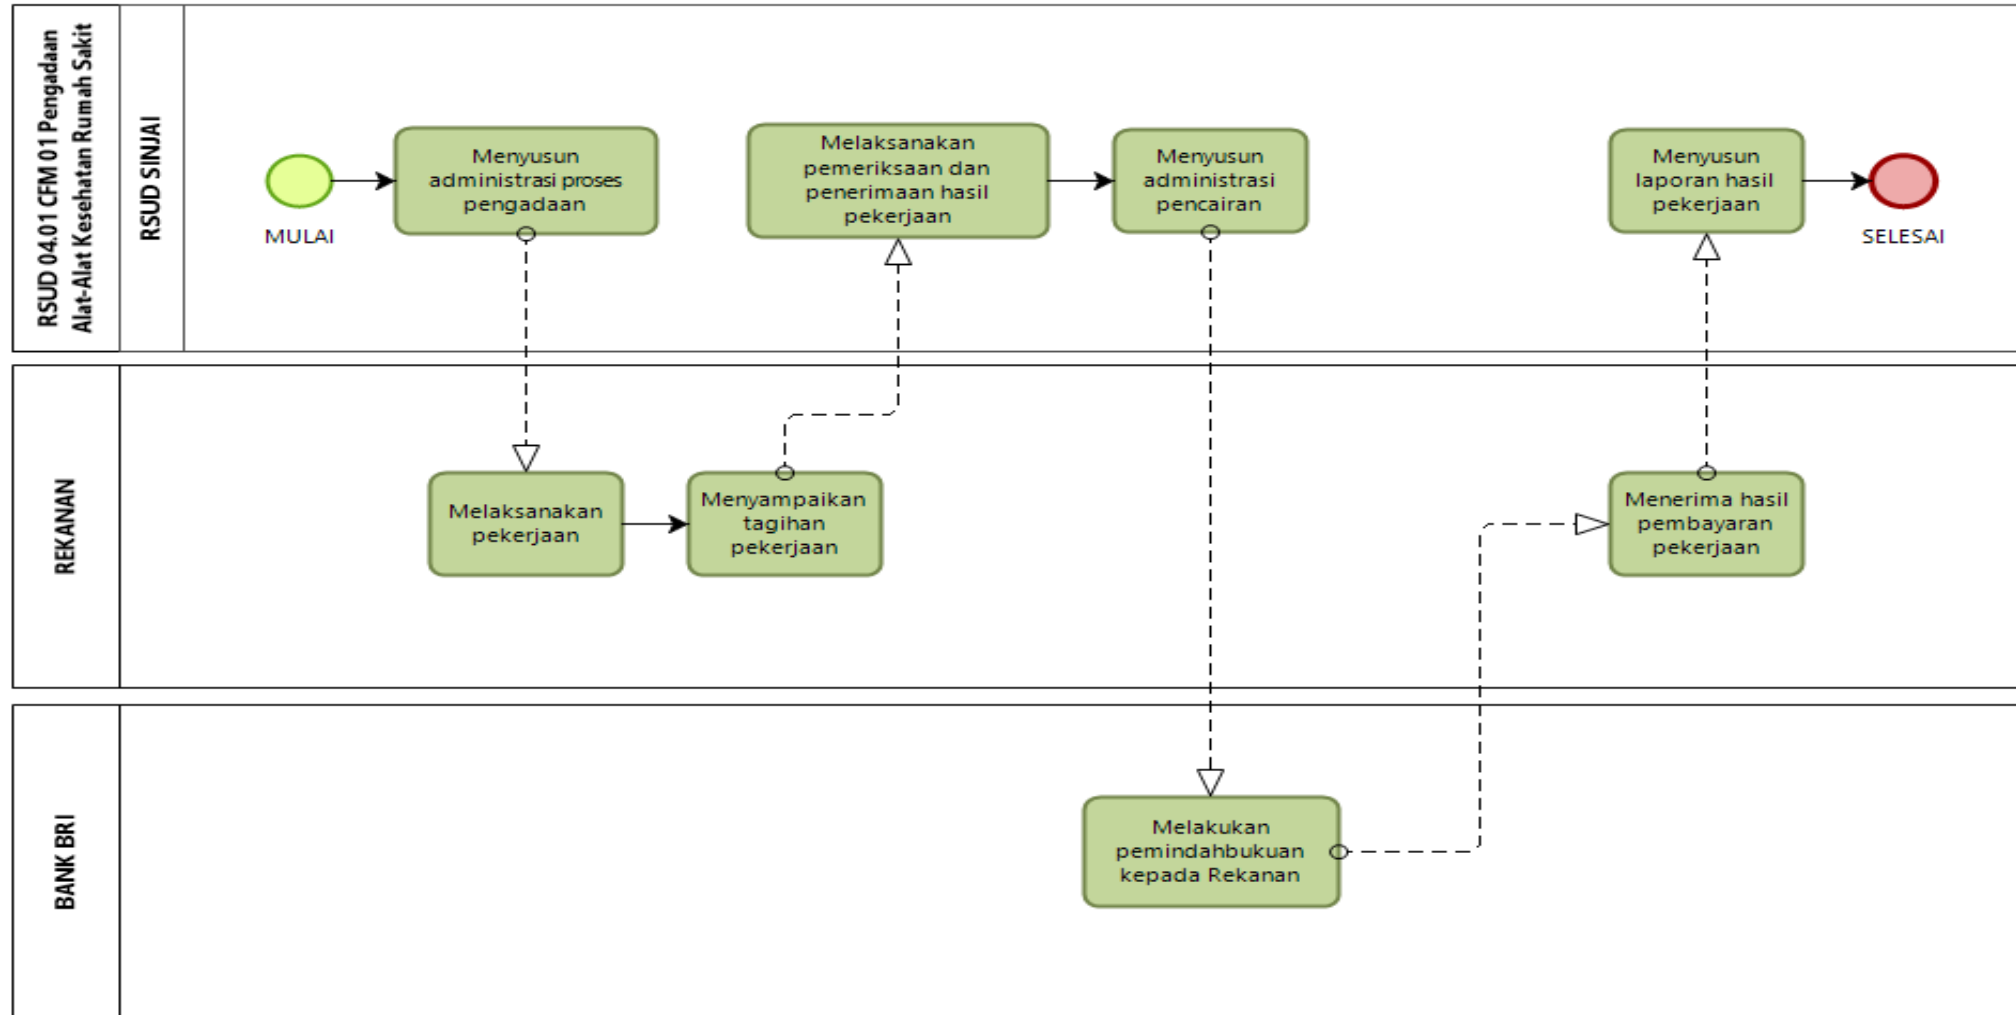 RSUD 04.01 CFM 01 Pengadaan
Alat-Alat Kesehatan Rumah Sakit
RSUD SINJAI
MULAI
Menyusun
administrasi proses
pengadaan
Melaksanakan
pemeriksaan dan
penerimaan hasil
pekerjaan
Menyusun
administrasi
pencairan
Menyusun
laporan hasil
pekerjaan
SELESAI
REKANAN
Melaksanakan
pekerjaan
Menyampaikan
tagihan
pekerjaan
Menerima hasil
pembayaran
pekerjaan
BANK BRI
Melakukan
pemindahbukuan
kepada Rekanan